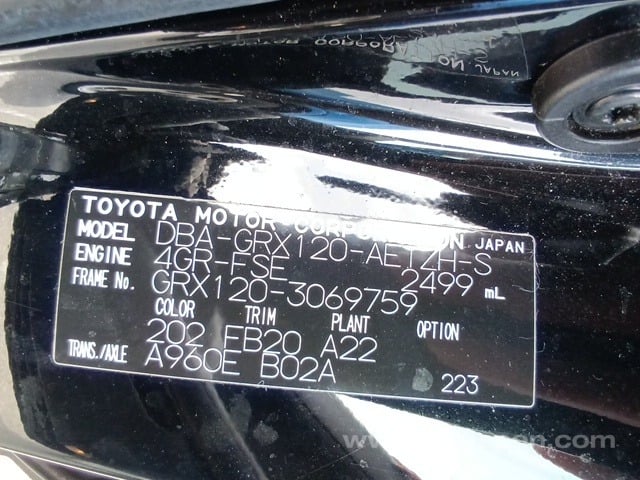 TOYOTA MOTOR CORPORATION JAPAN
MODEL DBA-GRX120-AETZH-S
ENGINE 4GR-FSE 2499 mL
FRAME No. GRX120-3069759
COLOR TRIM PLANT OPTION
202 EB20 A22
TRANS./AXLE A960E B02A
223